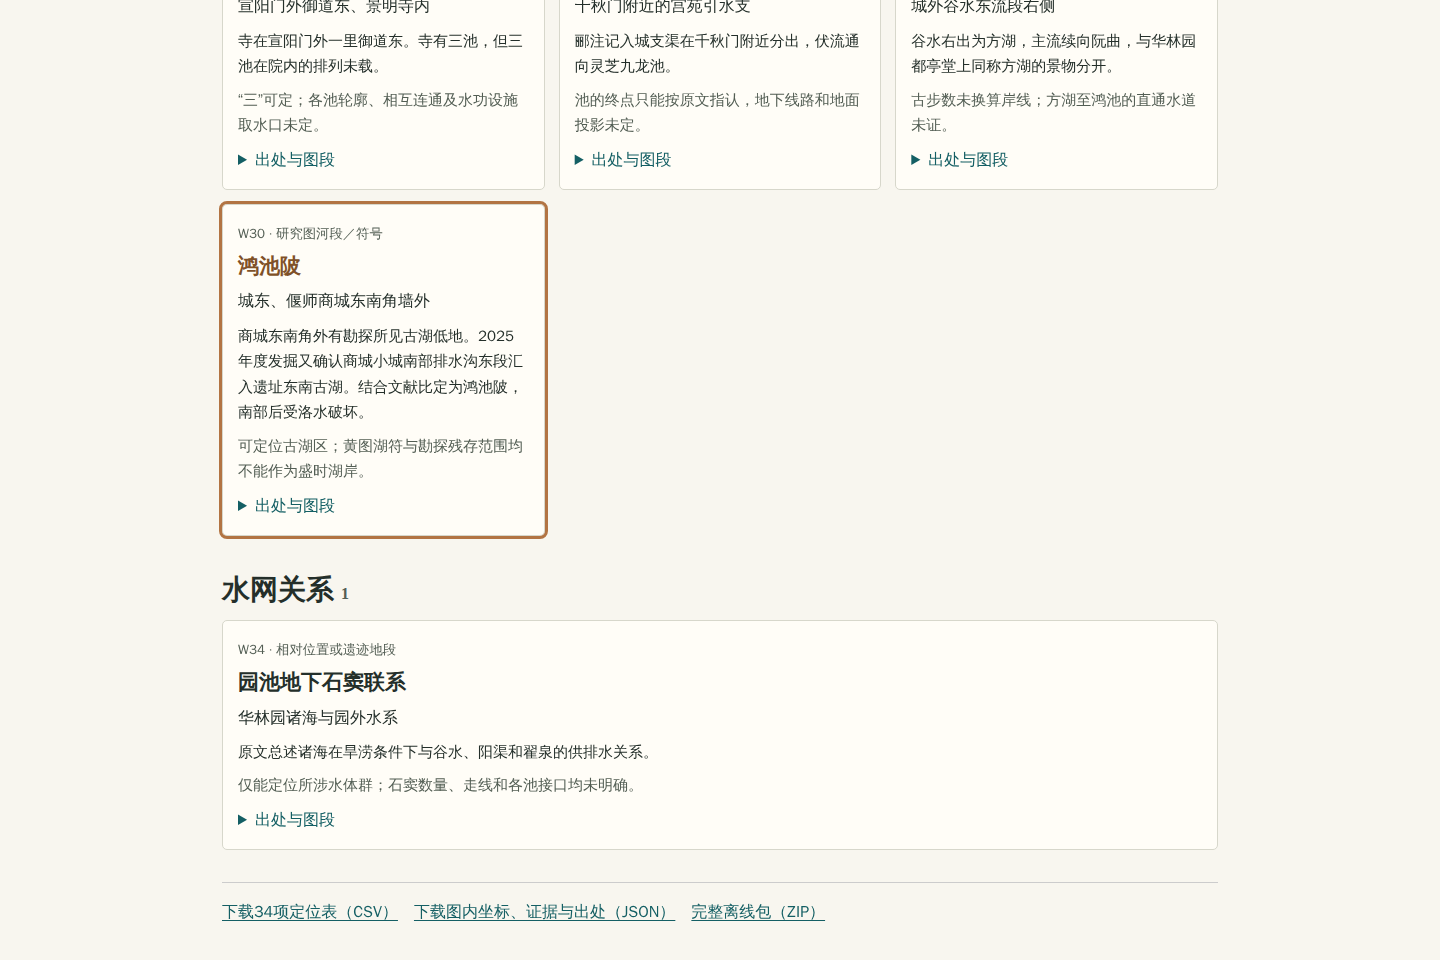 宣阳门外御道东、景明寺内
寺在宣阳门外一里御道东。寺有三池，但三
池在院内的排列未载。
“三”可定；各池轮廓、相互连通及水功设施
取水口未定。
▶ 出处与图段
千秋门附近的宫苑引水支
郦注记入城支渠在千秋门附近分出，伏流通
向灵芝九龙池。
池的终点只能按原文指认，地下线路和地面
投影未定。
▶ 出处与图段
城外谷水东流段右侧
谷水右出为方湖，主流续向阮曲，与华林园
都亭堂上同称方湖的景物分开。
古步数未换算岸线；方湖至鸿池的直通水道
未证。
▶ 出处与图段
W30 · 研究图河段／符号
鸿池陂
城东、偃师商城东南角墙外
商城东南角外有勘探所见古湖低地。2025
年度发掘又确认商城小城南部排水沟东段汇
入遗址东南古湖。结合文献比定为鸿池陂，
南部后受洛水破坏。
可定位古湖区；黄图湖符与勘探残存范围均
不能作为盛时湖岸。
▶ 出处与图段
水网关系 1
W34 · 相对位置或遗迹地段
园池地下石窦联系
华林园诸海与园外水系
原文总述诸海在旱涝条件下与谷水、阳渠和翟泉的供排水关系。
仅能定位所涉水体群；石窦数量、走线和各池接口均未明确。
▶ 出处与图段
下载34项定位表（CSV） 下载图内坐标、证据与出处（JSON） 完整离线包（ZIP）